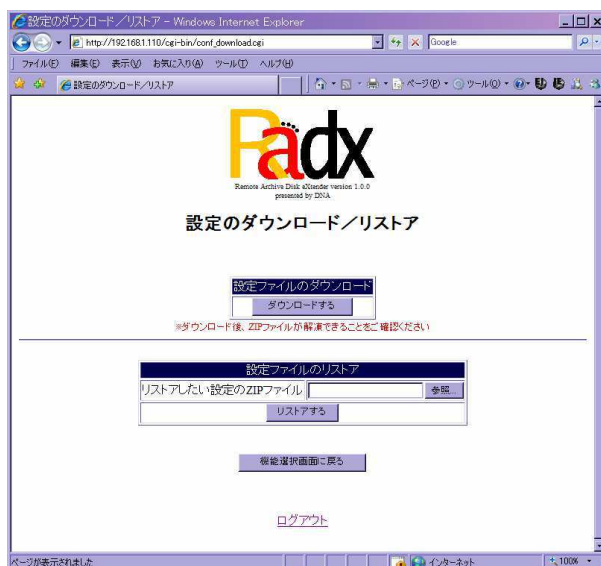 設定のダウンロード／リストア - Windows Internet Explorer
http://192.168.1.110/cgi-bin/conf_download.cgi
Google
ファイル(F) 編集(E) 表示(V) お気に入り(A) ツール(T) ヘルプ(H)
設定のダウンロード／リストア
ページ(P) ツール(O)
Radx
Remote Archive Disk eXtender version 1.0.0
presented by DNA
設定のダウンロード／リストア
設定ファイルのダウンロード
ダウンロードする
※ダウンロード後、ZIPファイルが解凍できることをご確認ください
設定ファイルのリストア
リストアしたい設定のZIPファイル 参照...
リストアする
機能選択画面に戻る
ログアウト
ページが表示されました インターネット 100%